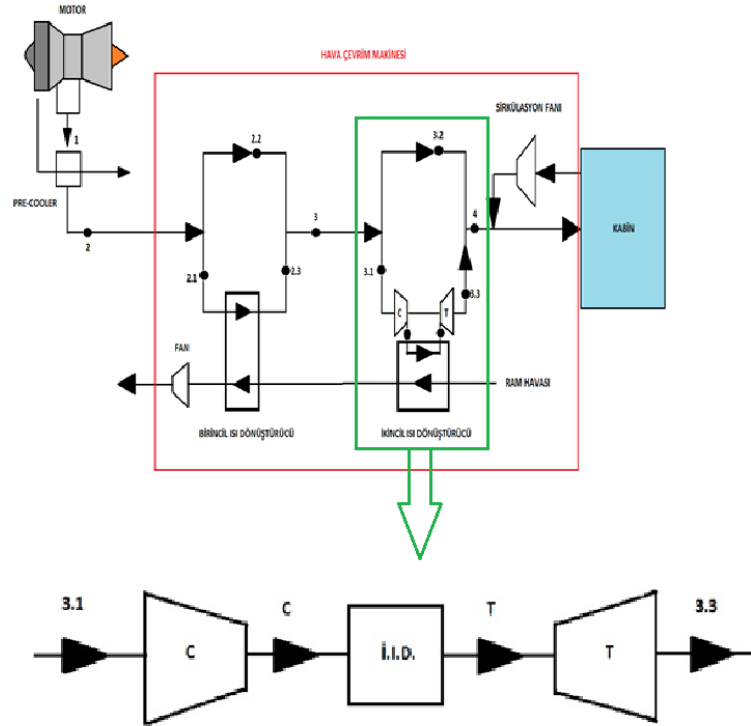 MOTOR
HAVA ÇEVRİM MAKİNESİ
SİRKÜLASYON FANI
1
2.2
3.2
PRE-COOLER
2
3
4
KABİN
2.1
2.3
3.1
3.3
C
T
FANI
RAM HAVASI
BİRİNCİL ISI DÖNÜŞTÜRÜCÜ
İKİNCİL ISI DÖNÜŞTÜRÜCÜ
3.1
C
T
3.3
C
İ.I.D.
T